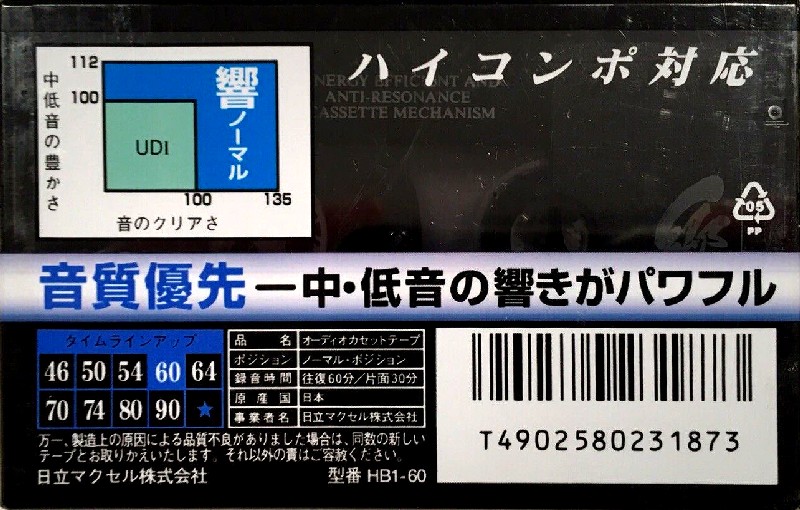 ハイコンポ対応
ENERGY EFFICIENT AND
ANTI-RESONANCE
CASSETTE MECHANISM
中低音の豊かさ
112
100
響
ノーマル
UDI
100
135
音のクリアさ
05
PP
音質優先―中・低音の響きがパワフル
タイムラインアップ
46 50 54 60 64
70 74 80 90 ★
品名 オーディオカセットテープ
ポジション ノーマル・ポジション
録音時間 往復60分／片面30分
原産国 日本
事業者名 日立マクセル株式会社
万一、製造上の原因による品質不良がありました場合は、同数の新しい
テープとお取りかえいたします。それ以外の責はご容赦ください。
日立マクセル株式会社 型番 HB1-60
T4902580231873